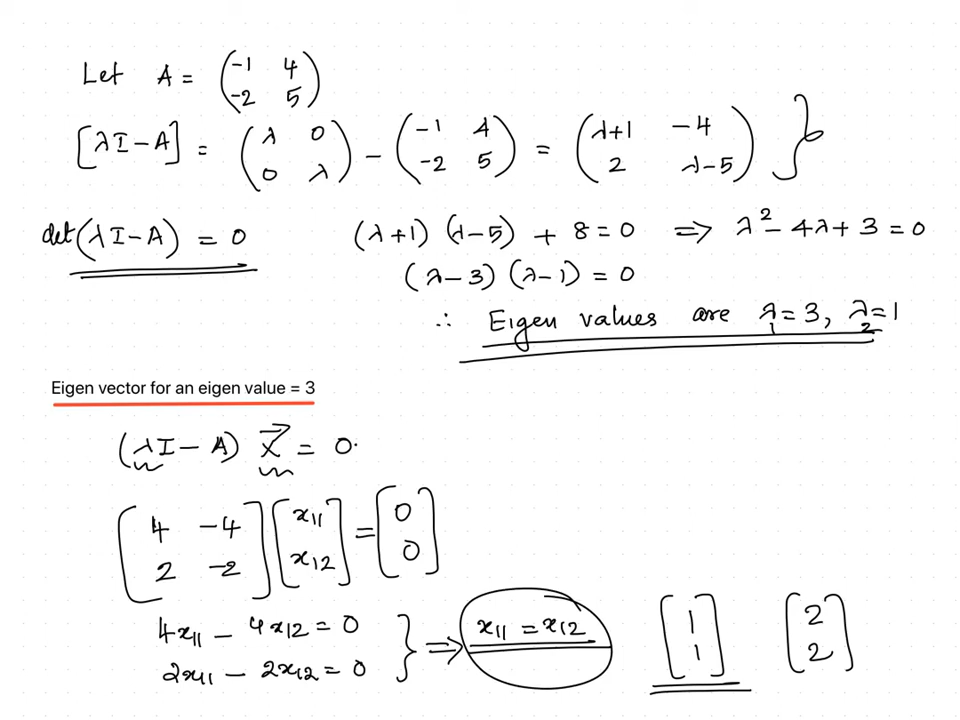 Let A = (-1 4
-2 5)
[λI-A] = (λ 0
0 λ) - (-1 4
-2 5) = (λ+1 -4
2 λ-5) }
det(λI-A) = 0 (λ+1) (λ-5) + 8 = 0 ⇒ λ² - 4λ + 3 = 0
(λ-3) (λ-1) = 0
∴ Eigen values are λ₁ = 3, λ₂ = 1
Eigen vector for an eigen value = 3
(λI-A) X⃗ = 0.
[4 -4
2 -2] [x₁₁
x₁₂] = [0
0]
4x₁₁ - 4x₁₂ = 0
2x₁₁ - 2x₁₂ = 0 } ⇒ x₁₁ = x₁₂ [1
1] [2
2]